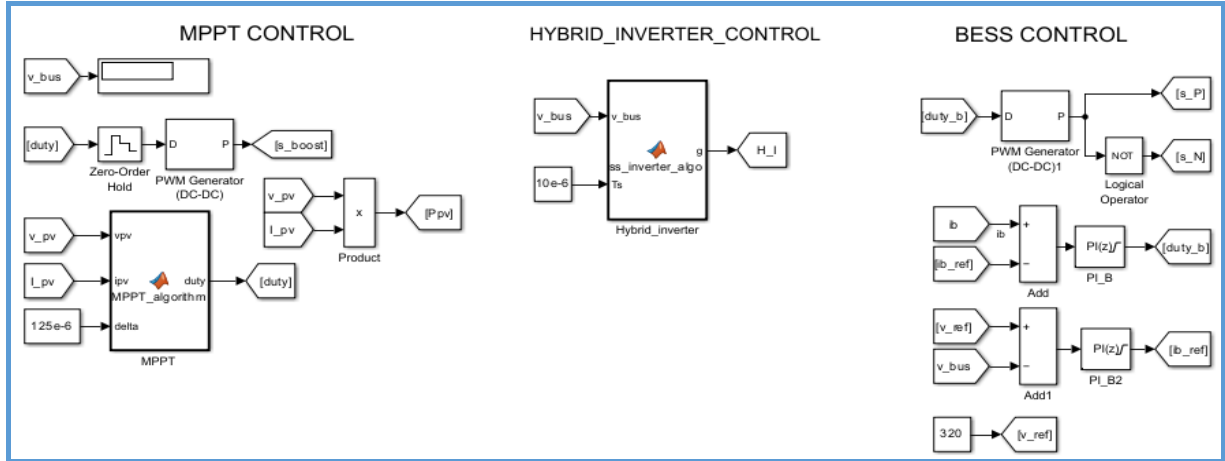 MPPT CONTROL
v_bus
[duty]
D
P
[s_boost]
Zero-Order
Hold
PWM Generator
(DC-DC)
v_pv
I_pv
x
[Ppv]
Product
v_pv
I_pv
125e-6
vpv
ipv
delta
duty
MPPT_algorithm
[duty]
MPPT
HYBRID_INVERTER_CONTROL
v_bus
10e-6
v_bus
Ts
g
ss_inverter_algo
H_I
Hybrid_inverter
BESS CONTROL
[duty_b]
D
P
[s_P]
PWM Generator
(DC-DC)1
NOT
[s_N]
Logical
Operator
ib
ib
[ib_ref]
+
−
Add
PI(z)
PI_B
[duty_b]
[v_ref]
v_bus
+
−
Add1
PI(z)
PI_B2
[ib_ref]
320
[v_ref]